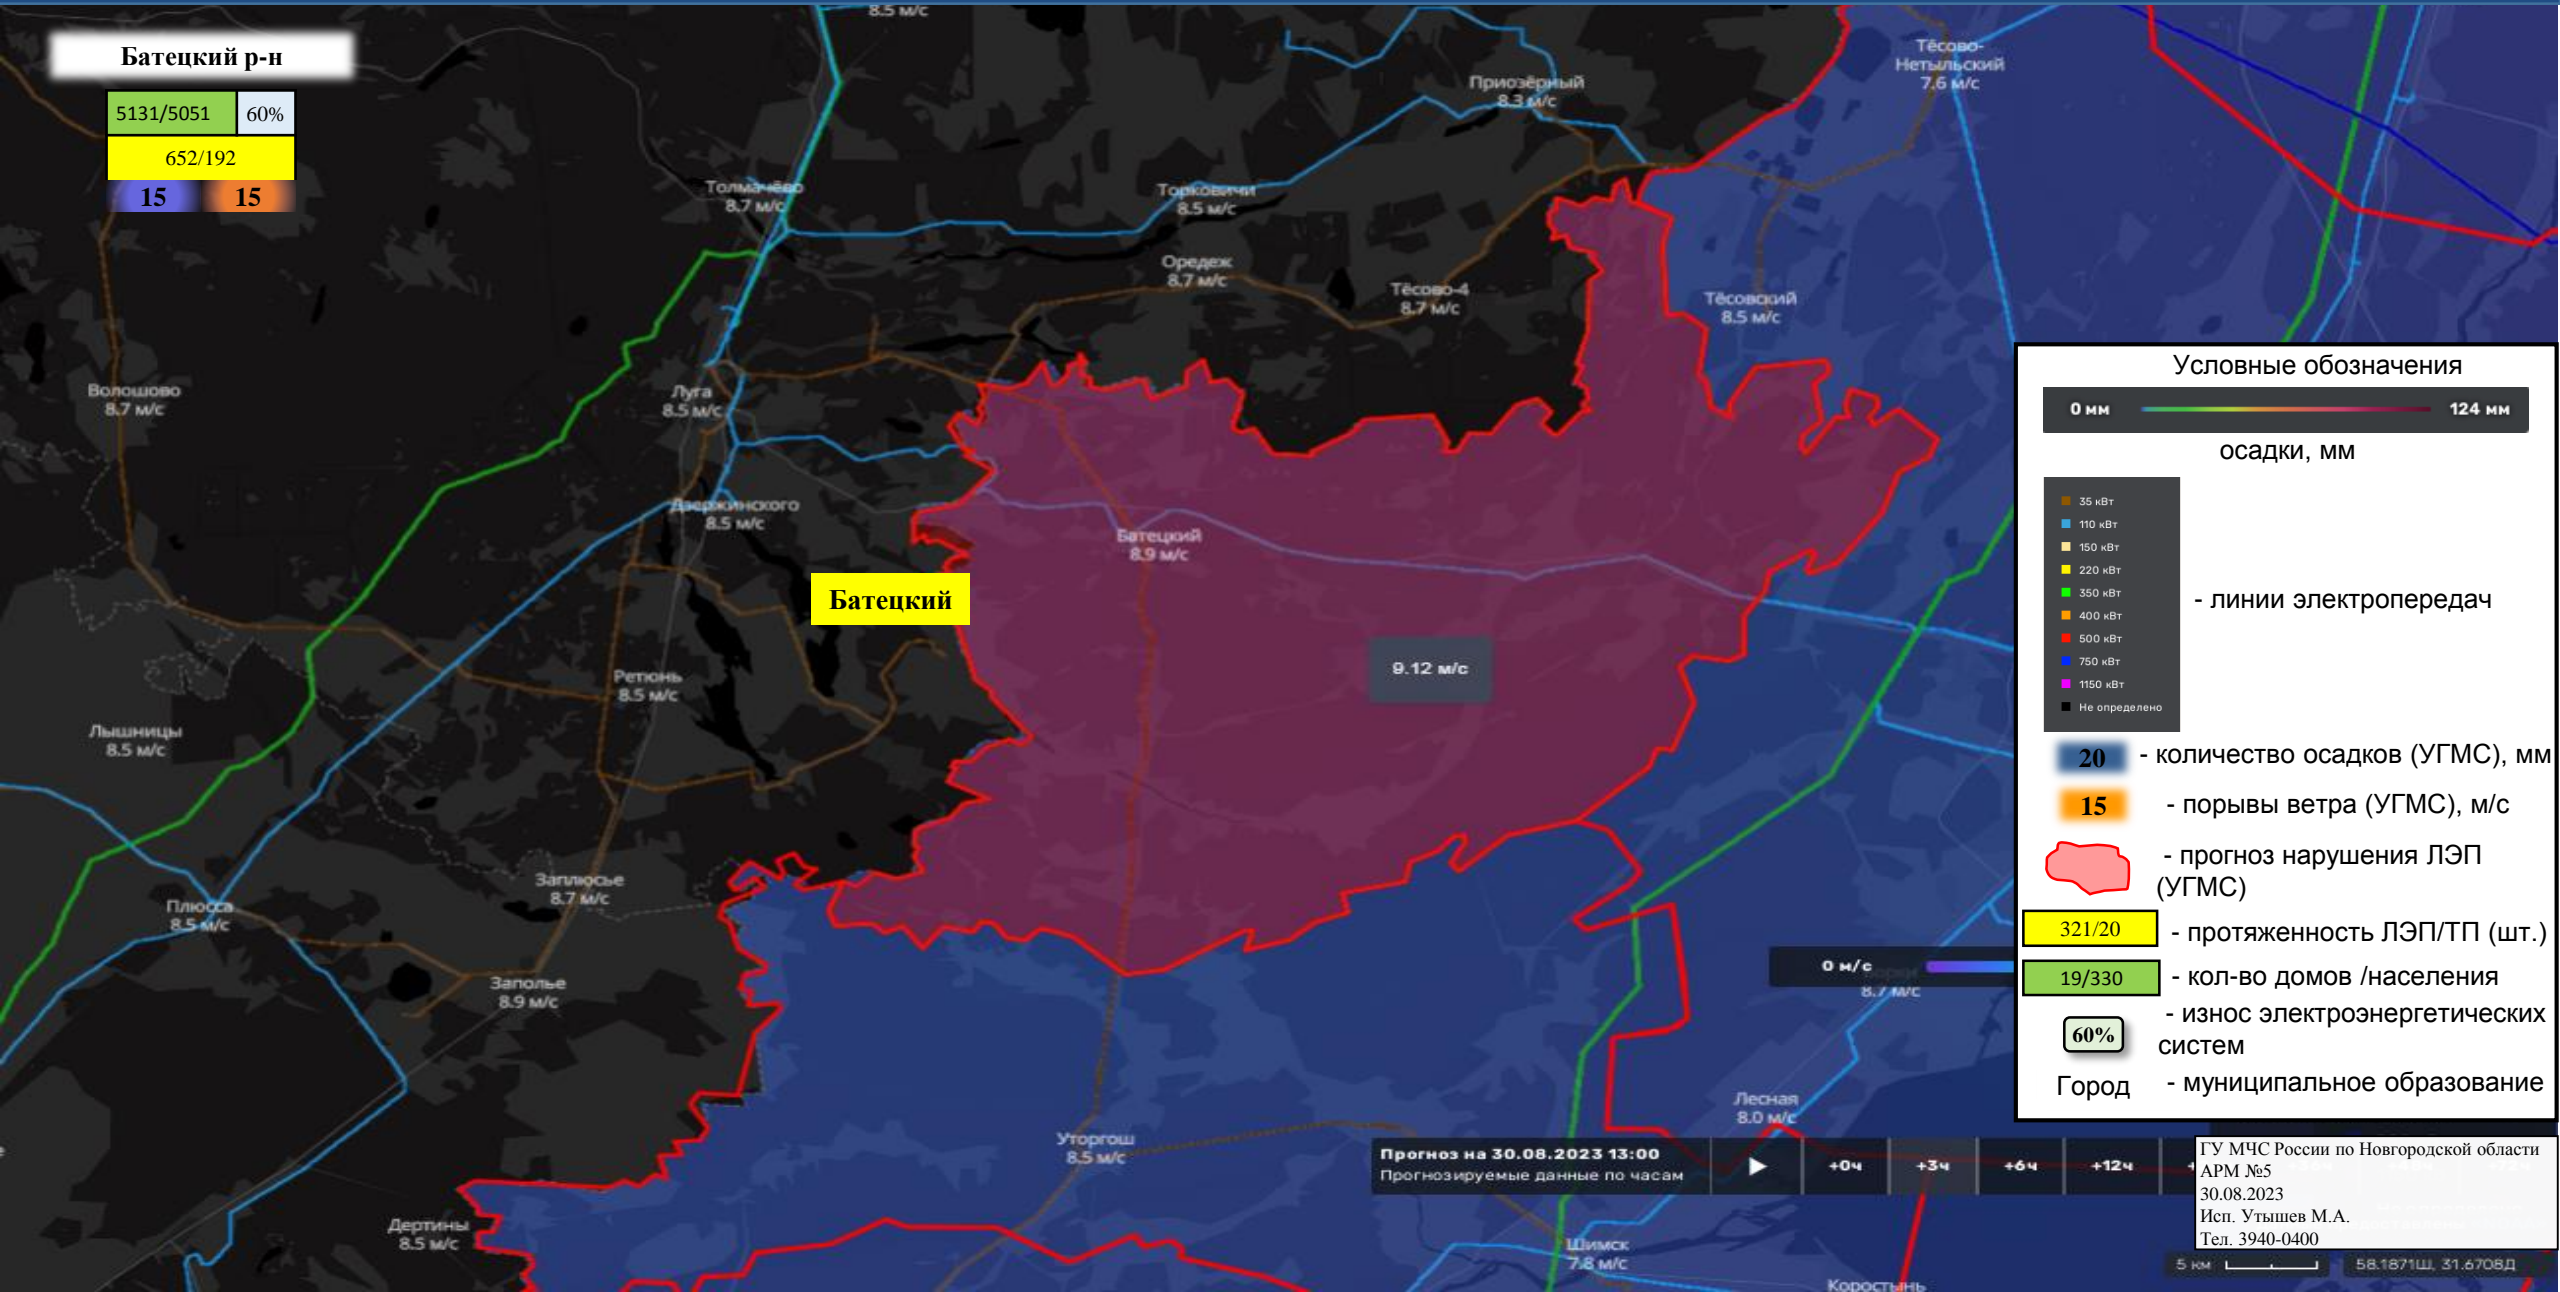 8.5 м/с
Батецкий р-н
5131/5051 60%
652/192
15 15
Тёсово-
Нетыльский
7.6 м/с
Приозёрный
8.3 м/с
Толмачёво
8.7 м/с
Торковичи
8.5 м/с
Оредеж
8.7 м/с
Тёсово-4
8.7 м/с
Тёсовский
8.5 м/с
Волошово
8.7 м/с
Луга
8.5 м/с
Дзержинского
8.5 м/с
Батецкий
8.9 м/с
Батецкий
9.12 м/с
Ретюнь
8.5 м/с
Лышницы
8.5 м/с
Заплюсье
8.7 м/с
Плюсса
8.5 м/с
Заполье
8.9 м/с
0 м/с
8.7 м/с
Лесная
8.0 м/с
Уторгош
8.5 м/с
Дертины
8.5 м/с
Шимск
7.8 м/с
Коростынь
Условные обозначения
0 мм 124 мм
осадки, мм
35 кВт
110 кВт
150 кВт
220 кВт
350 кВт
400 кВт
500 кВт
750 кВт
1150 кВт
Не определено
- линии электропередач
20 - количество осадков (УГМС), мм
15 - порывы ветра (УГМС), м/с
- прогноз нарушения ЛЭП
(УГМС)
321/20 - протяженность ЛЭП/ТП (шт.)
19/330 - кол-во домов /населения
60% - износ электроэнергетических
систем
Город - муниципальное образование
Прогноз на 30.08.2023 13:00
Прогнозируемые данные по часам
+0ч +3ч +6ч +12ч
ГУ МЧС России по Новгородской области
АРМ №5
30.08.2023
Исп. Утышев М.А.
Тел. 3940-0400
5 км
58.1871Ш, 31.6708Д